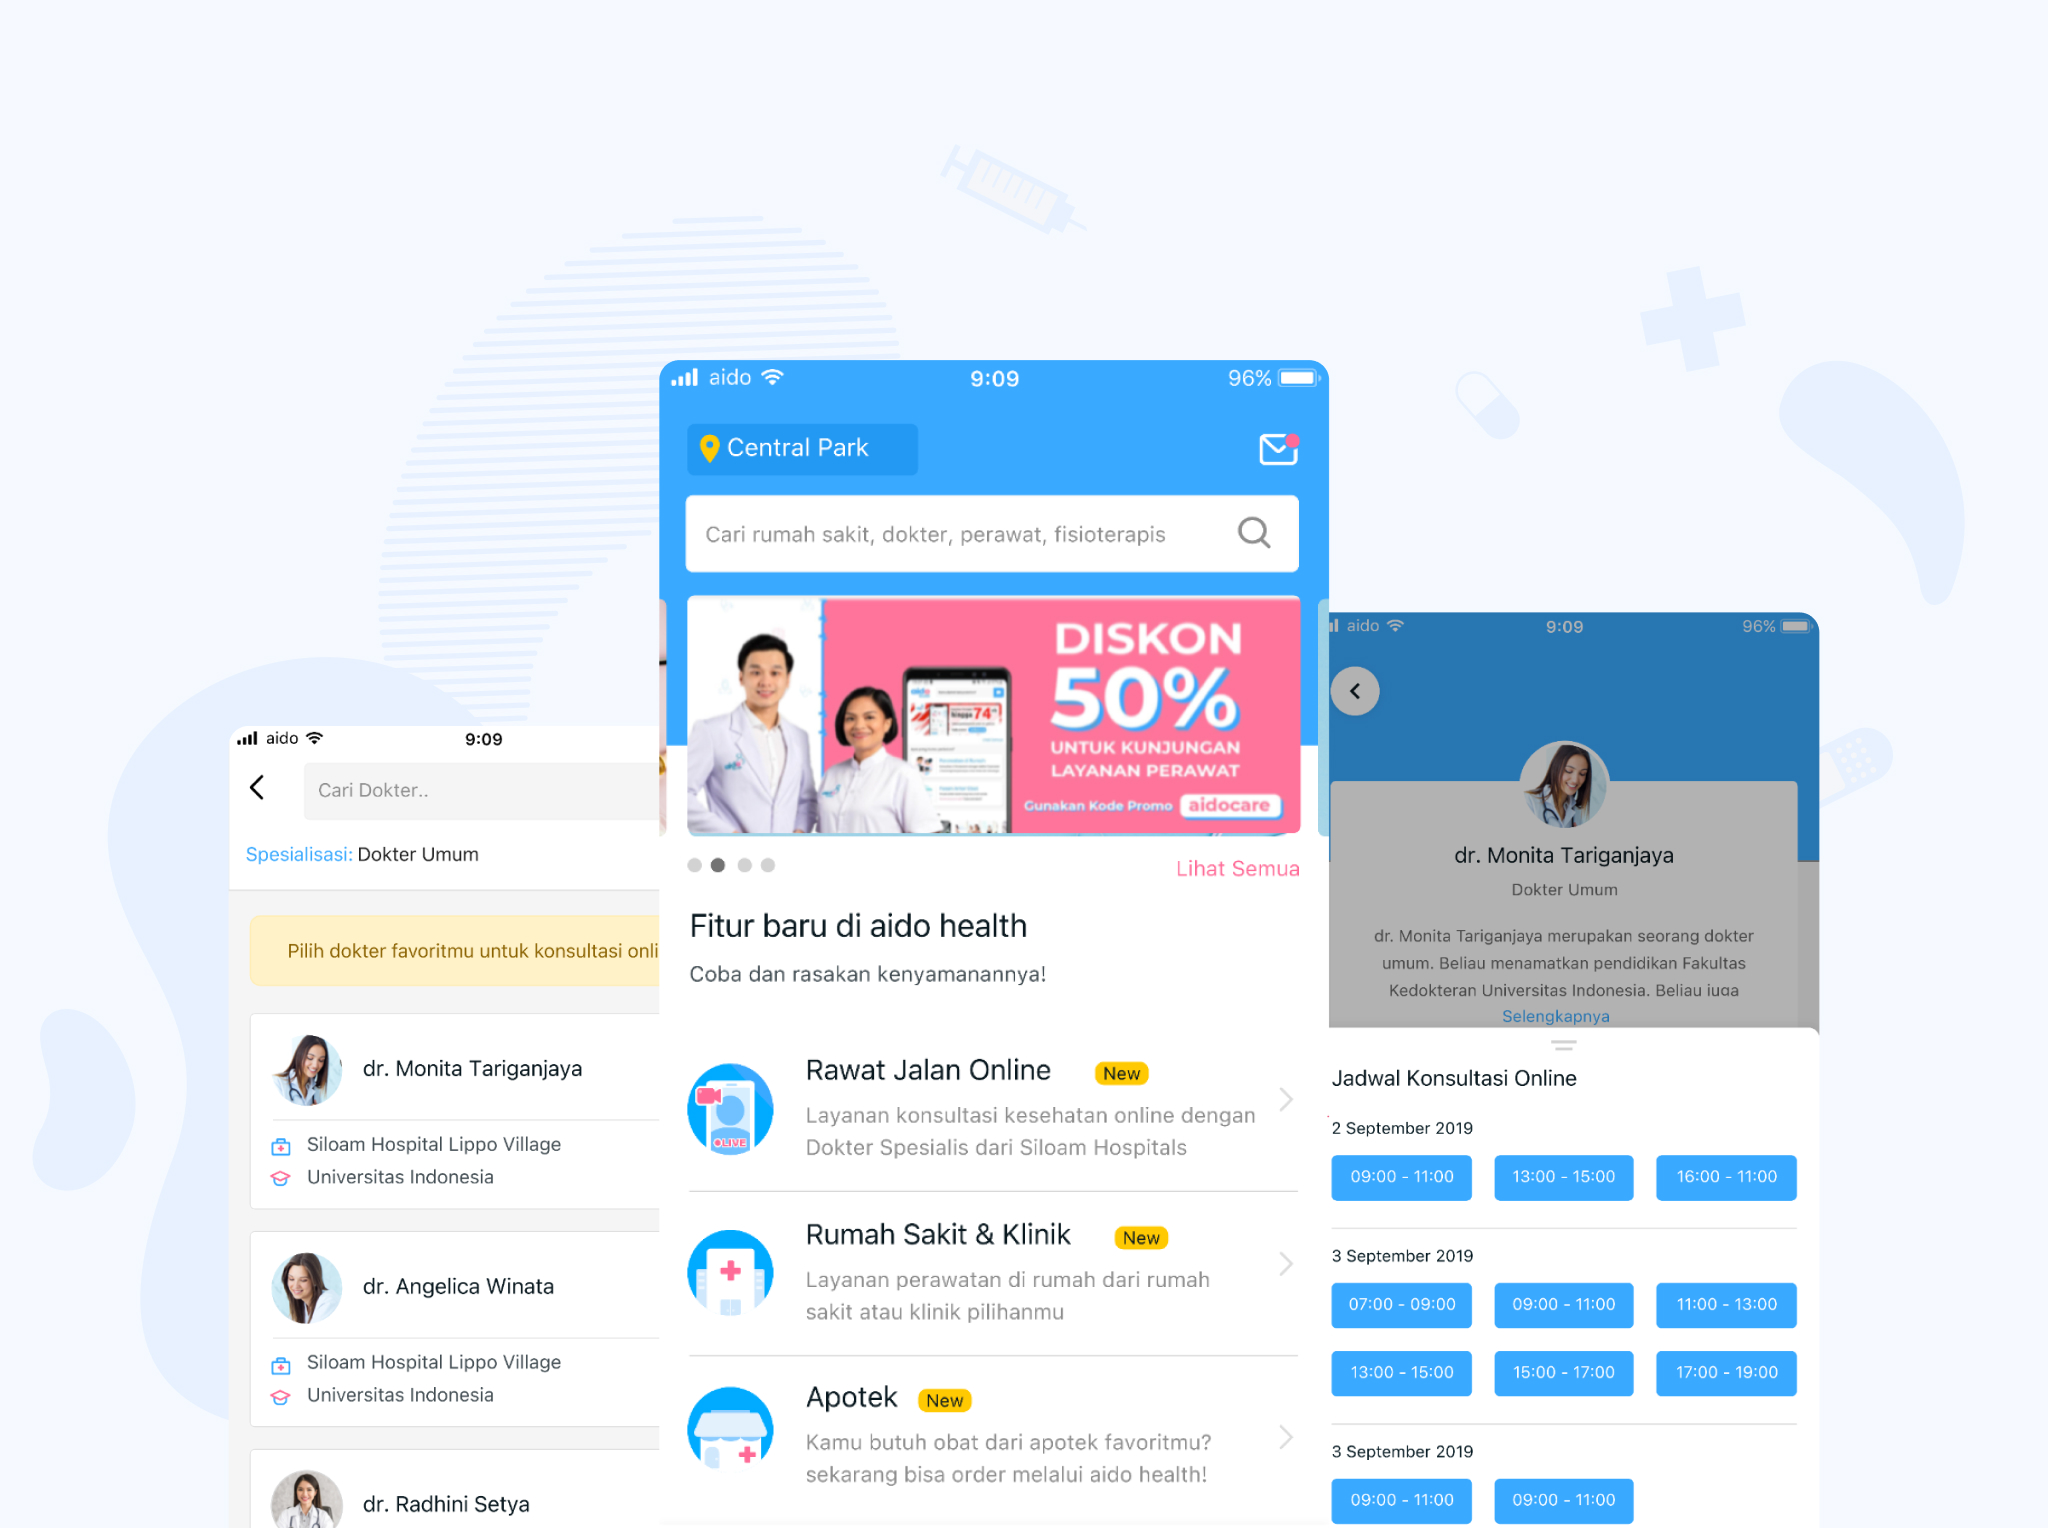 aido
9:09
Cari Dokter..
Spesialisasi: Dokter Umum
Pilih dokter favoritmu untuk konsultasi onli
dr. Monita Tariganjaya
Siloam Hospital Lippo Village
Universitas Indonesia
dr. Angelica Winata
Siloam Hospital Lippo Village
Universitas Indonesia
dr. Radhini Setya
aido
9:09
96%
Central Park
Cari rumah sakit, dokter, perawat, fisioterapis
DISKON
50%
UNTUK KUNJUNGAN
LAYANAN PERAWAT
Gunakan Kode Promo aidocare
Lihat Semua
Fitur baru di aido health
Coba dan rasakan kenyamanannya!
Rawat Jalan Online New
LIVE
Layanan konsultasi kesehatan online dengan
Dokter Spesialis dari Siloam Hospitals
Rumah Sakit & Klinik New
Layanan perawatan di rumah dari rumah
sakit atau klinik pilihanmu
Apotek New
Kamu butuh obat dari apotek favoritmu?
sekarang bisa order melalui aido health!
aido
9:09
96%
dr. Monita Tariganjaya
Dokter Umum
dr. Monita Tariganjaya merupakan seorang dokter
umum. Beliau menamatkan pendidikan Fakultas
Kedokteran Universitas Indonesia. Beliau juga
Selengkapnya
Jadwal Konsultasi Online
2 September 2019
09:00 - 11:00 13:00 - 15:00 16:00 - 11:00
3 September 2019
07:00 - 09:00 09:00 - 11:00 11:00 - 13:00
13:00 - 15:00 15:00 - 17:00 17:00 - 19:00
3 September 2019
09:00 - 11:00 09:00 - 11:00